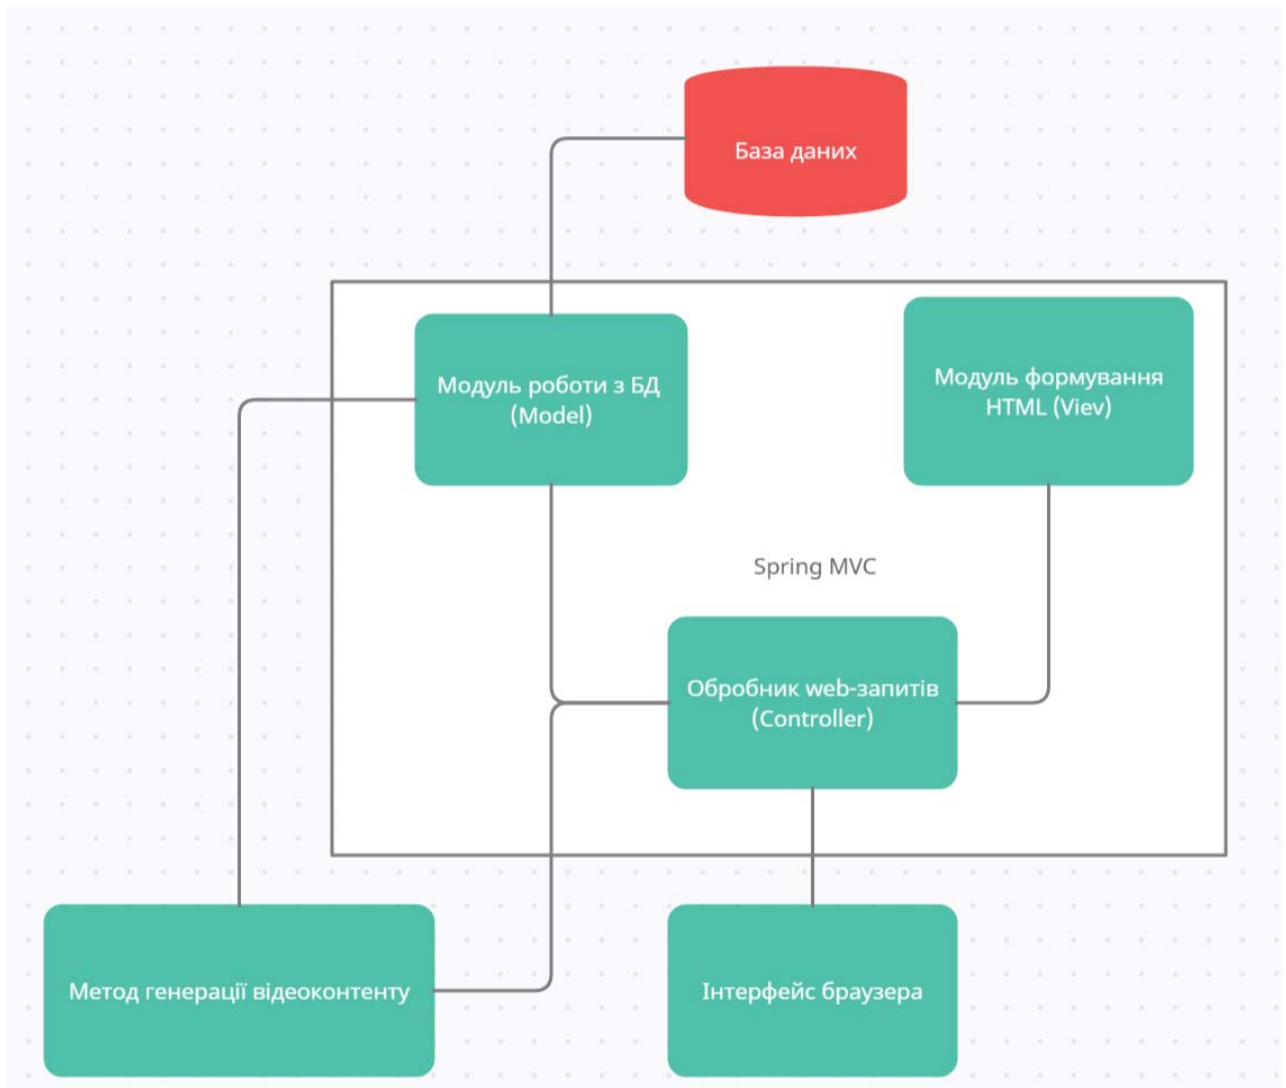 База даних
Модуль роботи з БД
(Model)
Модуль формування
HTML (Viev)
Spring MVC
Обробник web-запитів
(Controller)
Метод генерації відеоконтенту
Інтерфейс браузера